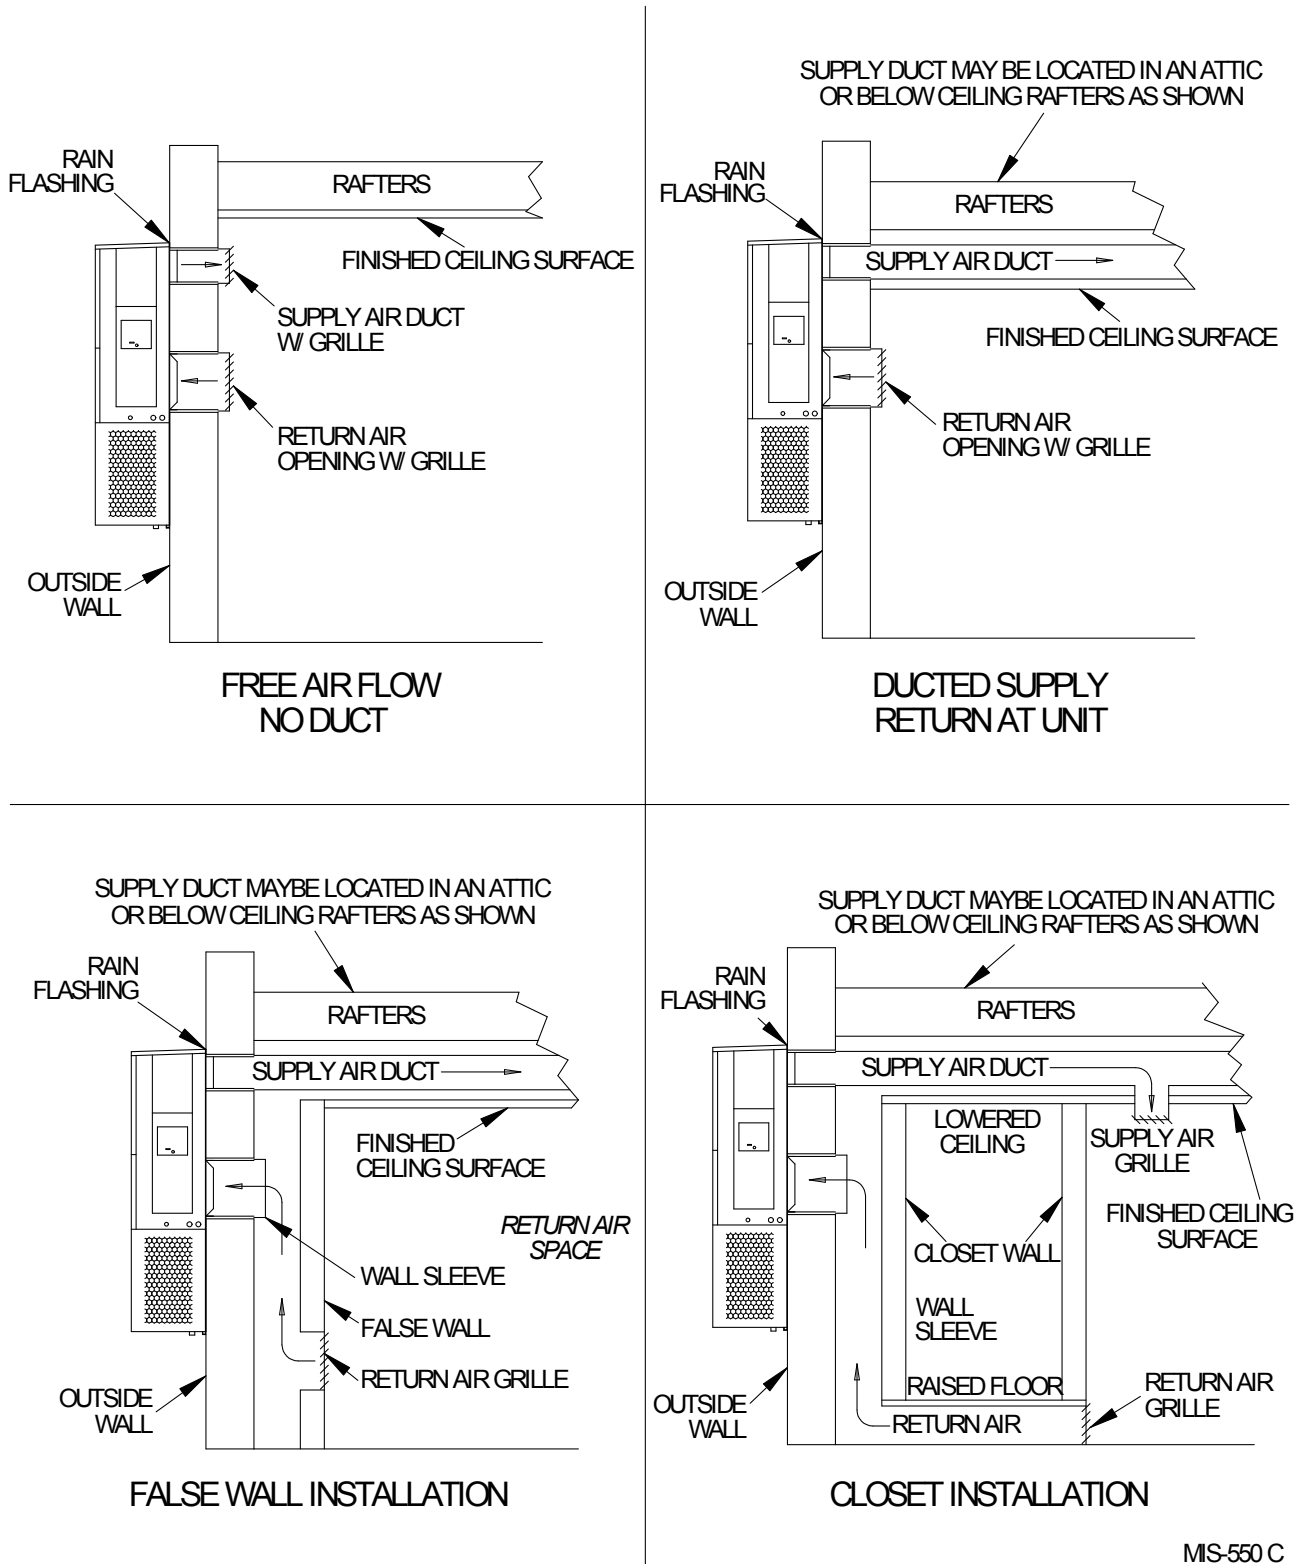 RAIN
FLASHING
RAFTERS
FINISHED CEILING SURFACE
SUPPLY AIR DUCT
W/ GRILLE
RETURN AIR
OPENING W/ GRILLE
OUTSIDE
WALL
FREE AIR FLOW
NO DUCT
SUPPLY DUCT MAY BE LOCATED IN AN ATTIC
OR BELOW CEILING RAFTERS AS SHOWN
RAIN
FLASHING
RAFTERS
SUPPLY AIR DUCT
FINISHED CEILING SURFACE
RETURN AIR
OPENING W/ GRILLE
OUTSIDE
WALL
DUCTED SUPPLY
RETURN AT UNIT
SUPPLY DUCT MAYBE LOCATED IN AN ATTIC
OR BELOW CEILING RAFTERS AS SHOWN
RAIN
FLASHING
RAFTERS
SUPPLY AIR DUCT
FINISHED
CEILING SURFACE
RETURN AIR
SPACE
WALL SLEEVE
FALSE WALL
RETURN AIR GRILLE
OUTSIDE
WALL
FALSE WALL INSTALLATION
SUPPLY DUCT MAYBE LOCATED IN AN ATTIC
OR BELOW CEILING RAFTERS AS SHOWN
RAIN
FLASHING
RAFTERS
SUPPLY AIR DUCT
LOWERED
CEILING
SUPPLY AIR
GRILLE
FINISHED CEILING
SURFACE
CLOSET WALL
WALL
SLEEVE
RAISED FLOOR
RETURN AIR
RETURN AIR
GRILLE
OUTSIDE
WALL
CLOSET INSTALLATION
MIS-550 C